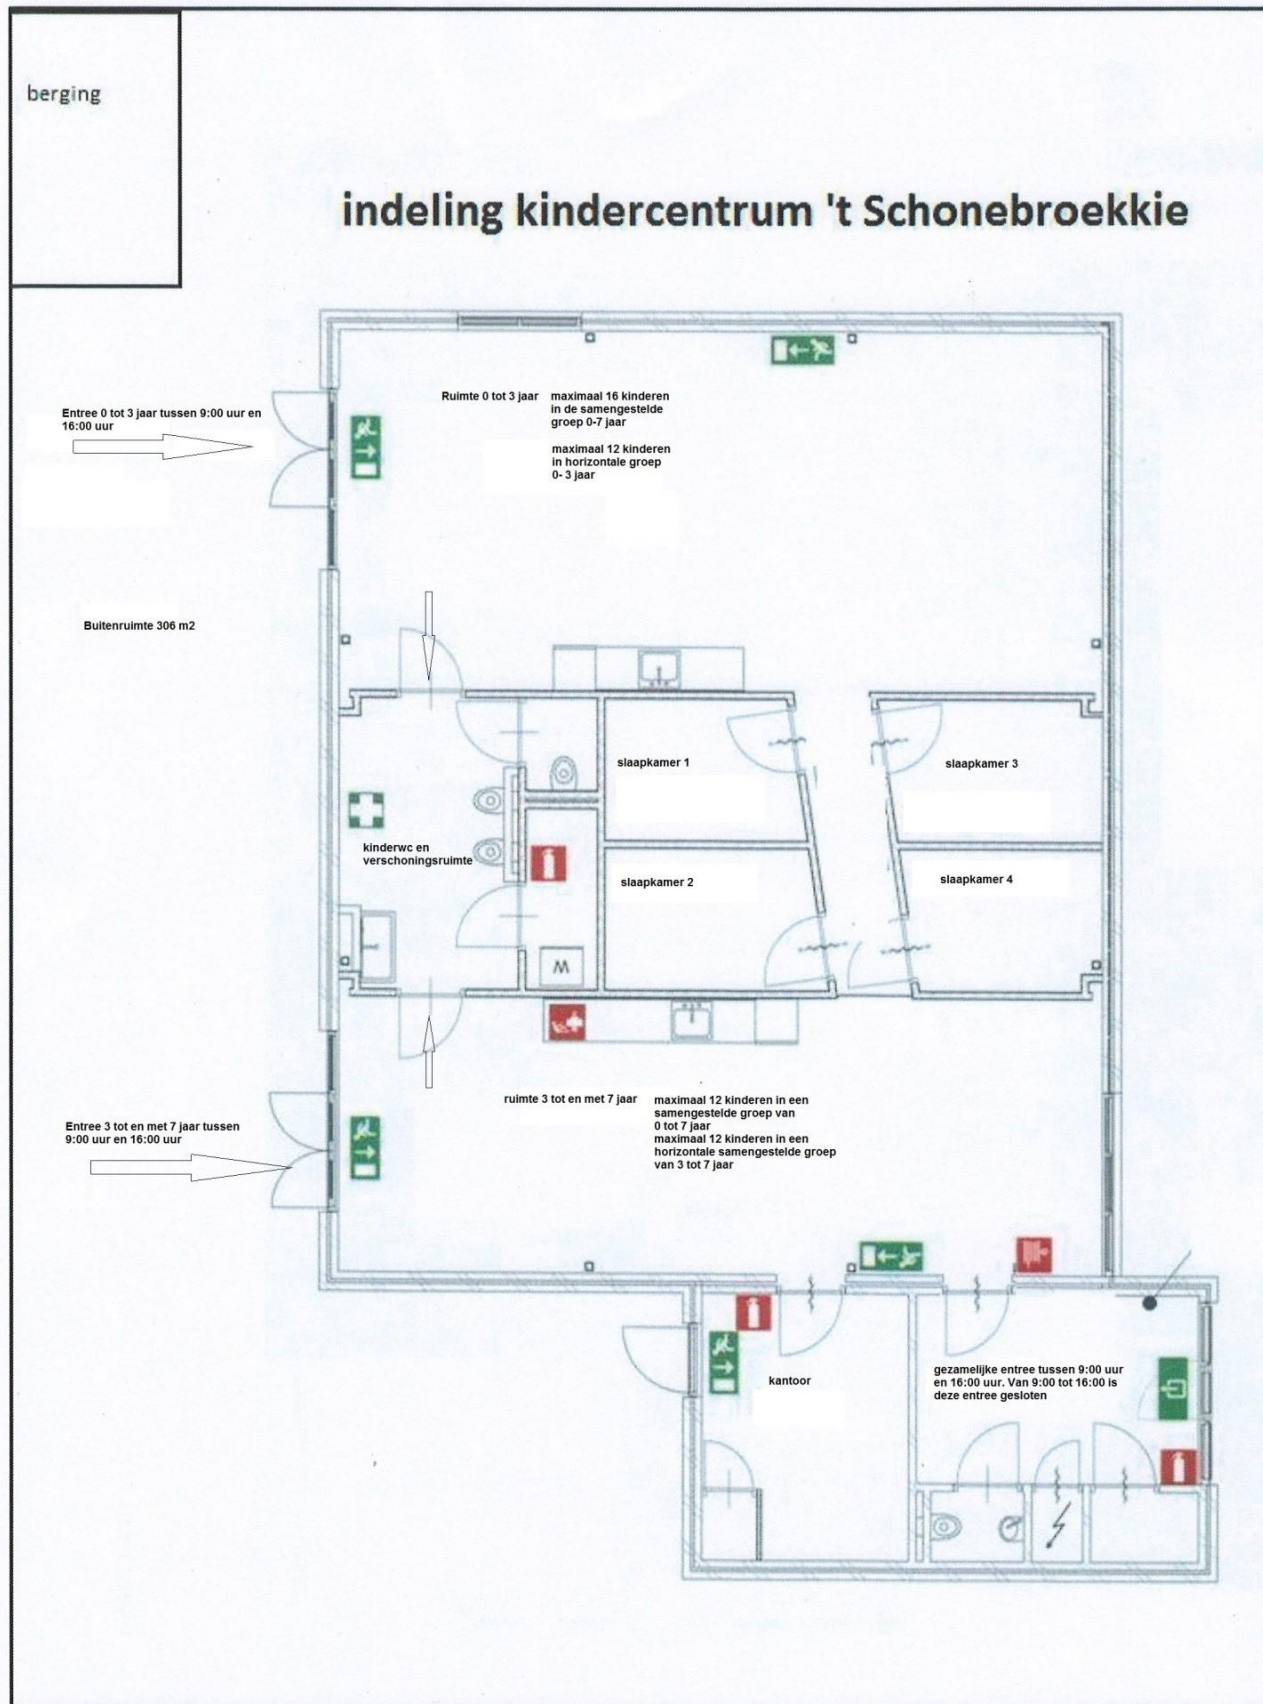 berging
indeling kindercentrum 't Schonebroekkie
Ruimte 0 tot 3 jaar
maximaal 16 kinderen
in de samengestelde
groep 0-7 jaar
maximaal 12 kinderen
in horizontale groep
0- 3 jaar
Entree 0 tot 3 jaar tussen 9:00 uur en
16:00 uur
Buitenruimte 306 m2
slaapkamer 1
slaapkamer 3
kinderwc en
verschoningsruimte
slaapkamer 2
slaapkamer 4
W
ruimte 3 tot en met 7 jaar
maximaal 12 kinderen in een
samengestelde groep van
0 tot 7 jaar
maximaal 12 kinderen in een
horizontale samengestelde groep
van 3 tot 7 jaar
Entree 3 tot en met 7 jaar tussen
9:00 uur en 16:00 uur
kantoor
gezamelijke entree tussen 9:00 uur
en 16:00 uur. Van 9:00 tot 16:00 is
deze entree gesloten